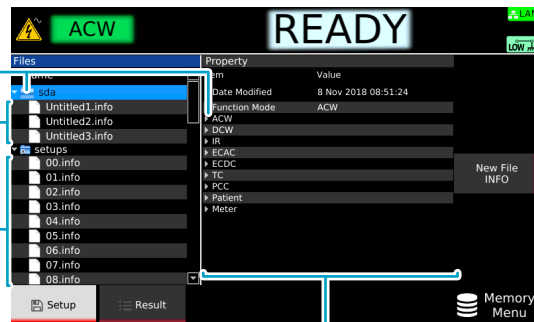 ACW
READY
LAN
LOW
Files
Property
Name
Item Value
sda
Date Modified 8 Nov 2018 08:51:24
Untitled1.info
Function Mode ACW
Untitled2.info
ACW
Untitled3.info
DCW
setups
IR
00.info
ECAC
01.info
ECDC
02.info
TC
03.info
PCC
04.info
Patient
05.info
Meter
06.info
07.info
08.info
New File
INFO
Setup
Result
Memory
Menu